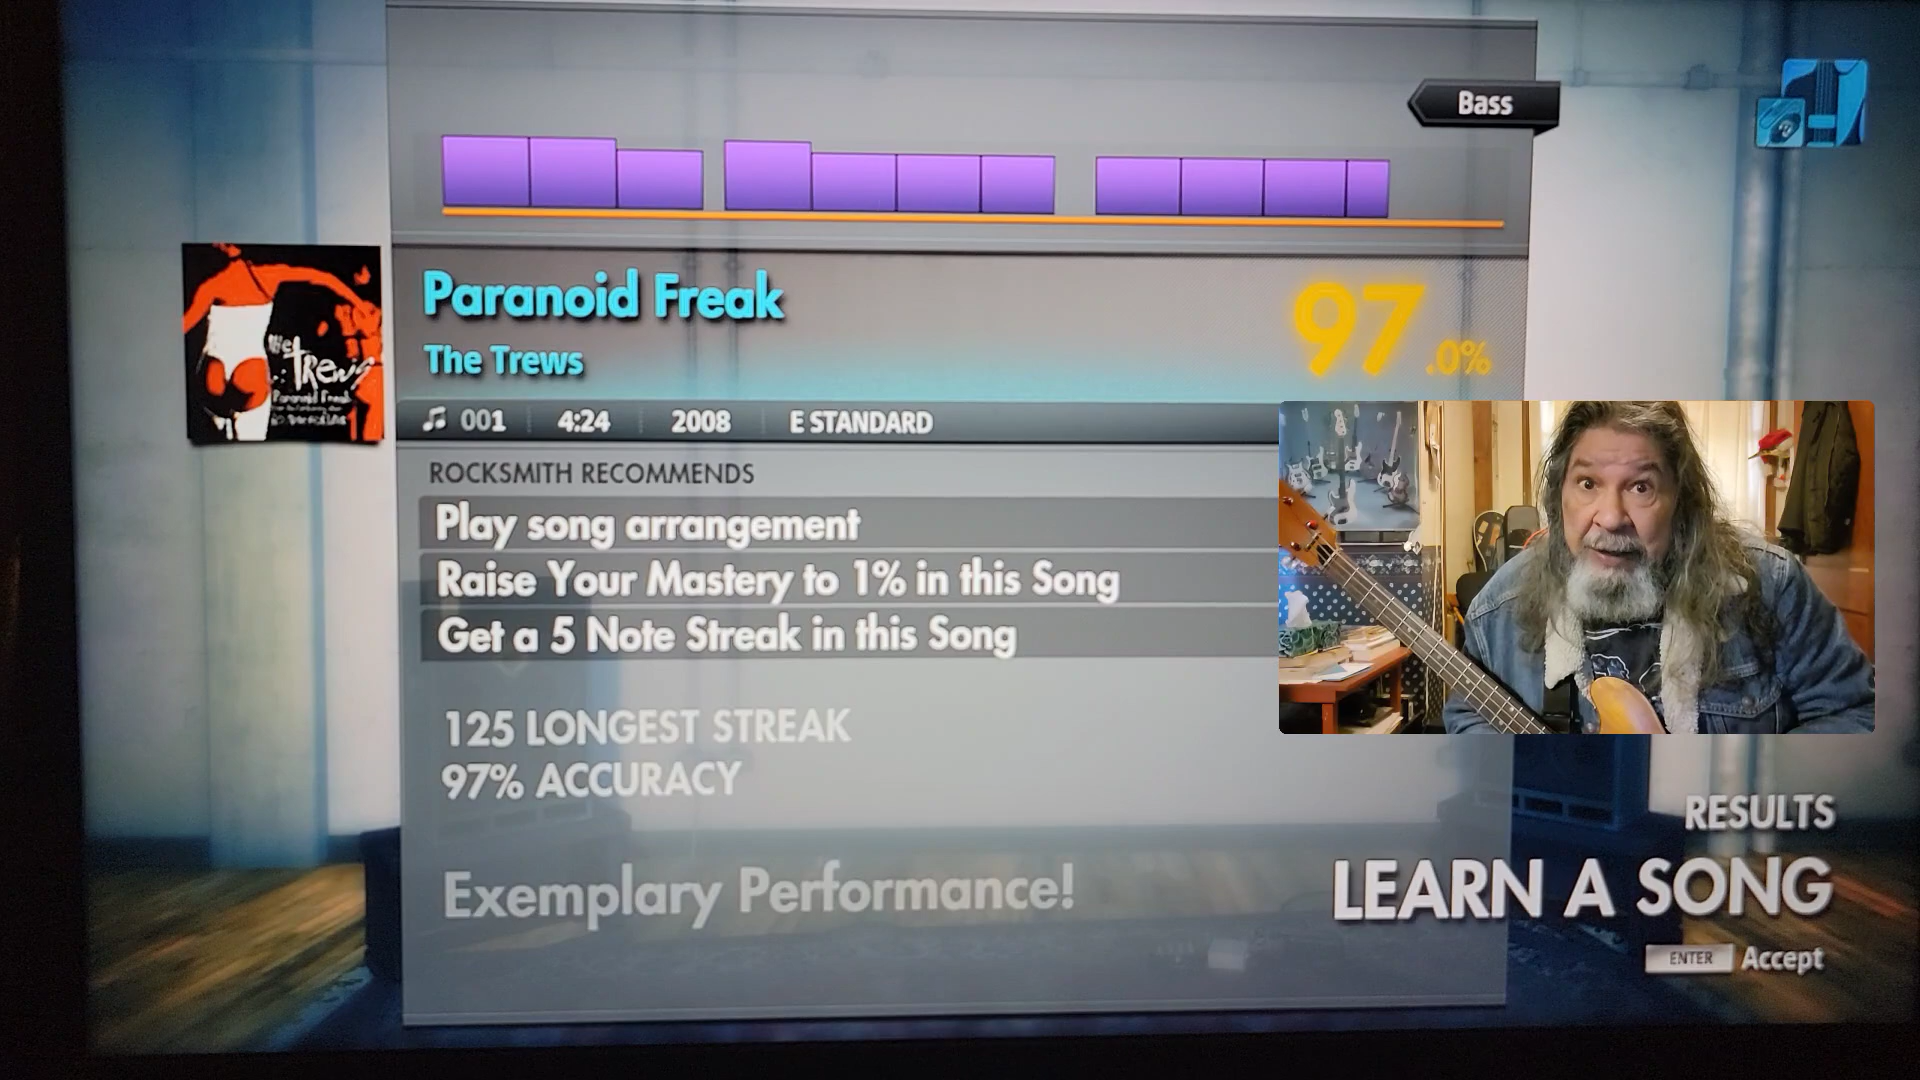 Bass
Paranoid Freak
The Trews
97.0%
001 4:24 2008 E STANDARD
the Trews
Paranoid Freak
ROCKSMITH RECOMMENDS
Play song arrangement
Raise Your Mastery to 1% in this Song
Get a 5 Note Streak in this Song
125 LONGEST STREAK
97% ACCURACY
Exemplary Performance!
RESULTS
LEARN A SONG
ENTER Accept